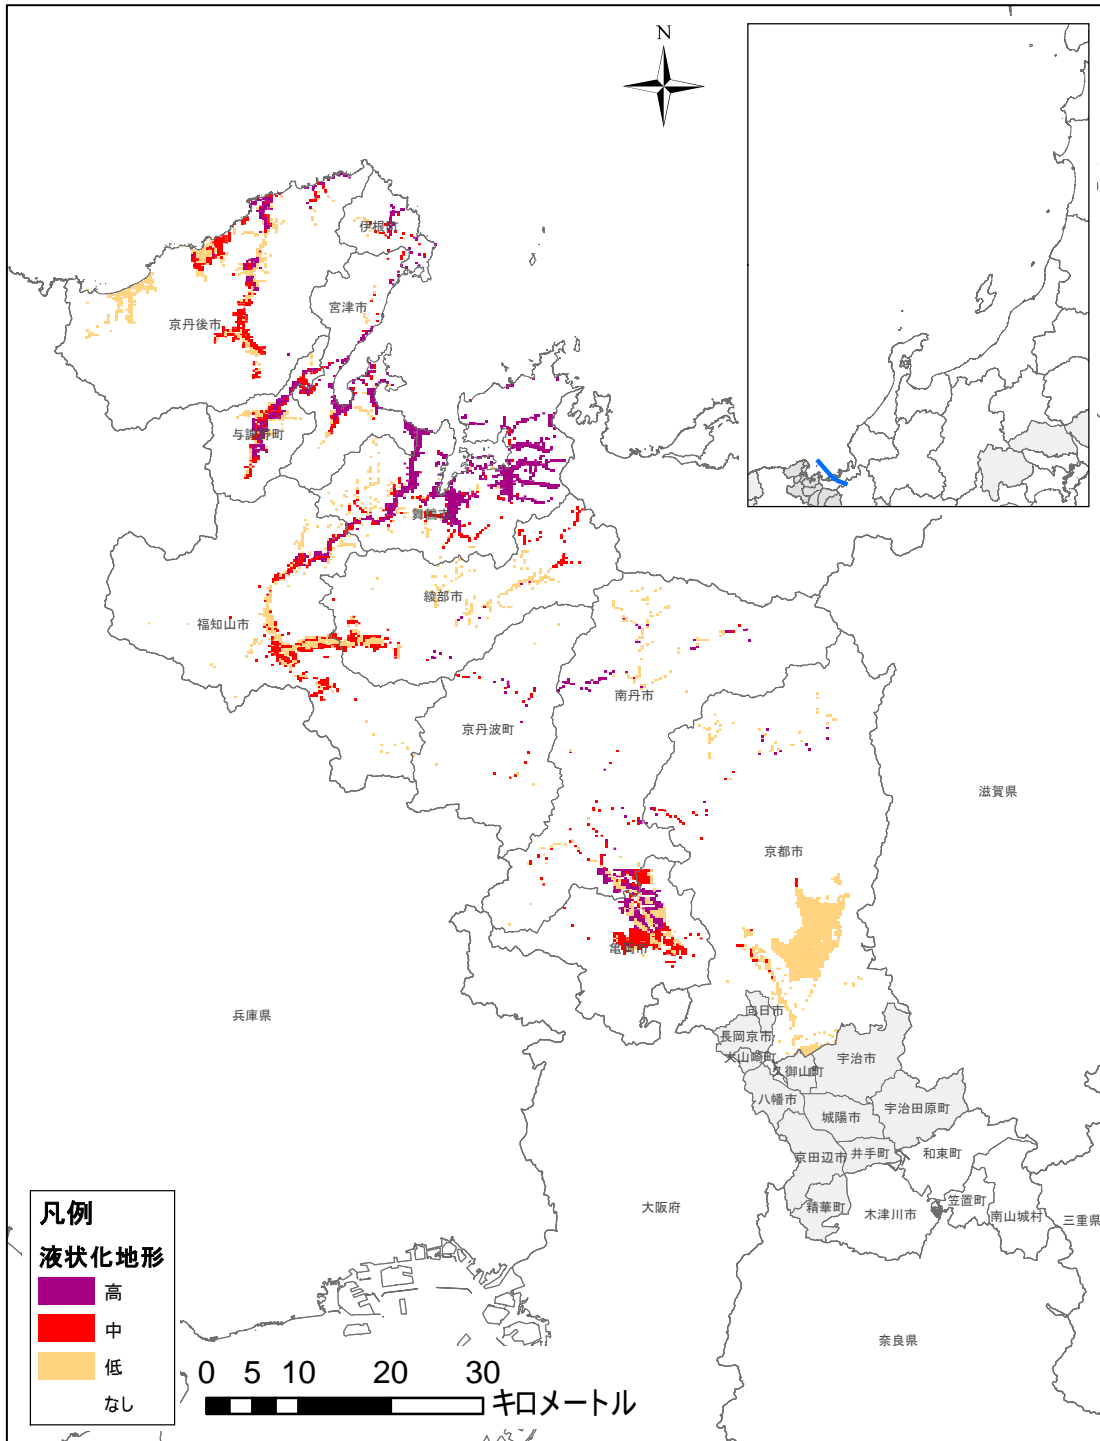 N
伊根町
宮津市
京丹後市
与謝野町
舞鶴市
綾部市
福知山市
南丹市
京丹波町
滋賀県
京都市
亀岡市
兵庫県
向日市
長岡京市
大山崎町
久御山町
宇治市
八幡市
宇治田原町
城陽市
京田辺市
井手町
和束町
精華町
木津川市
笠置町
南山城村
三重県
大阪府
奈良県
凡例
液状化地形
高
中
低
なし
0 5 10 20 30
キロメートル